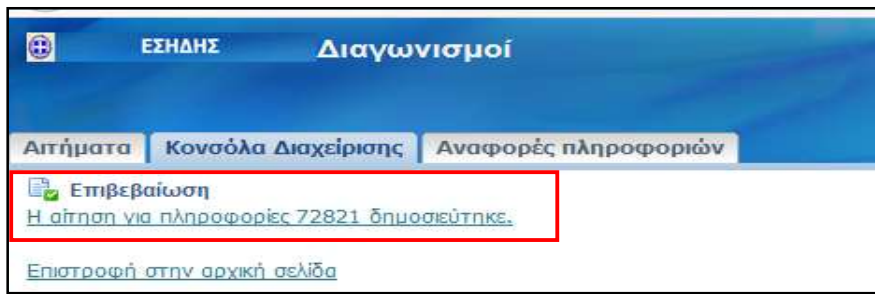 ΕΣΗΔΗΣ Διαγωνισμοί
Αιτήματα Κονσόλα Διαχείρισης Αναφορές πληροφοριών
Επιβεβαίωση
Η αίτηση για πληροφορίες 72821 δημοσιεύτηκε.
Επιστροφή στην αρχική σελίδα